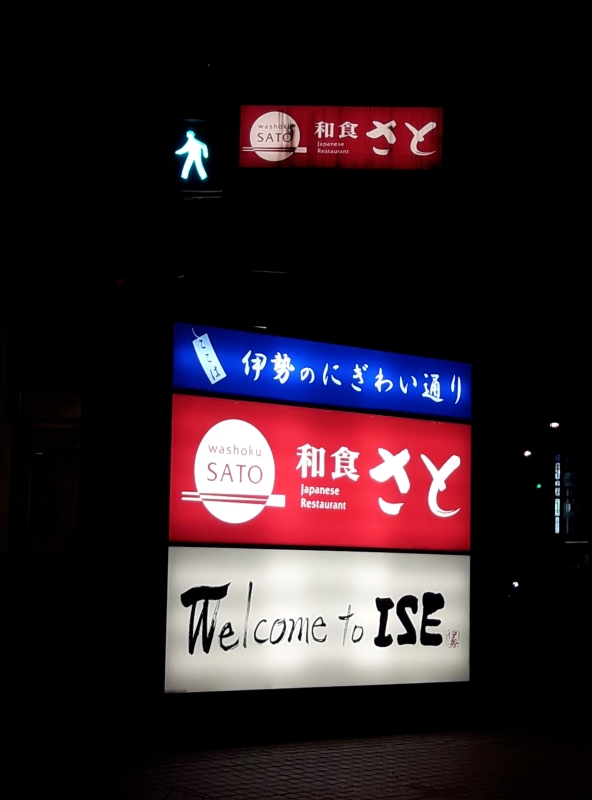 washoku
SATO
和食
さと
Japanese
Restaurant
ここは
伊勢のにぎわい通り
washoku
SATO
和食
さと
Japanese
Restaurant
Welcome to ISE
伊勢